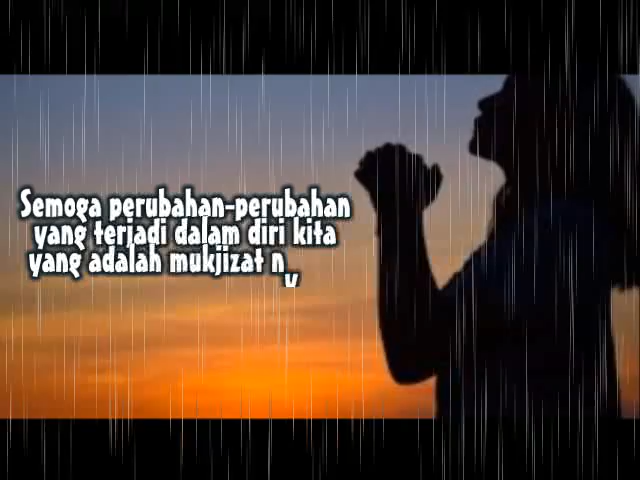 Semoga perubahan-perubahan
yang terjadi dalam diri kita
yang adalah mukjizat n
y